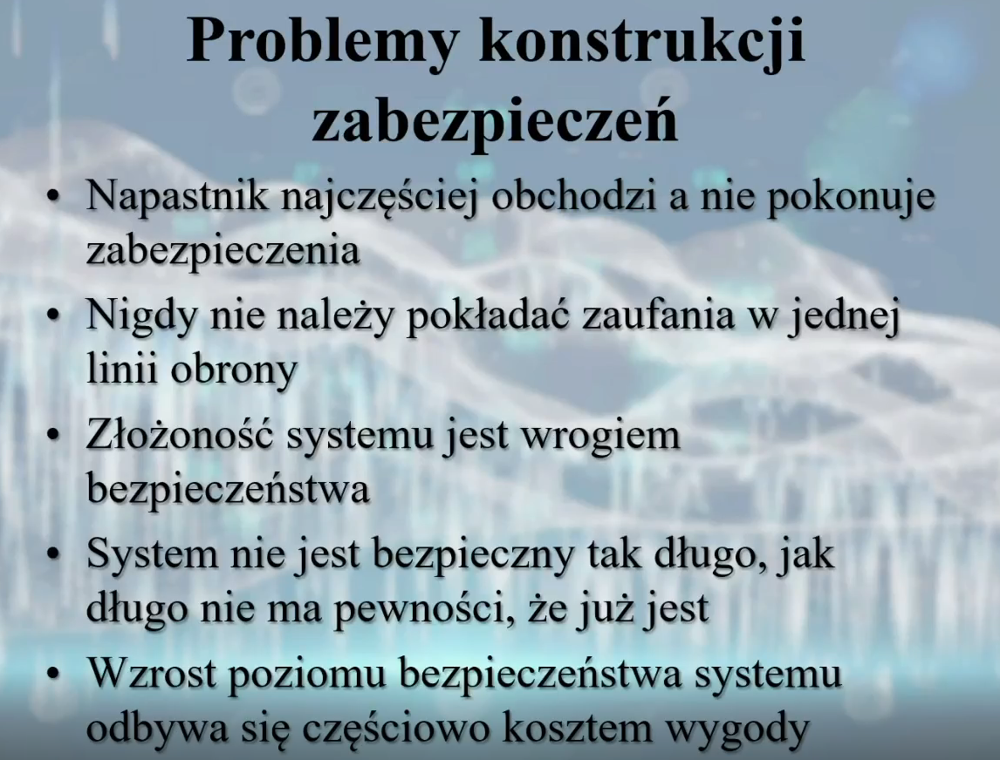 Problemy konstrukcji
zabezpieczeń
• Napastnik najczęściej obchodzi a nie pokonuje
zabezpieczenia
• Nigdy nie należy pokładać zaufania w jednej
linii obrony
• Złożoność systemu jest wrogiem
bezpieczeństwa
• System nie jest bezpieczny tak długo, jak
długo nie ma pewności, że już jest
• Wzrost poziomu bezpieczeństwa systemu
odbywa się częściowo kosztem wygody